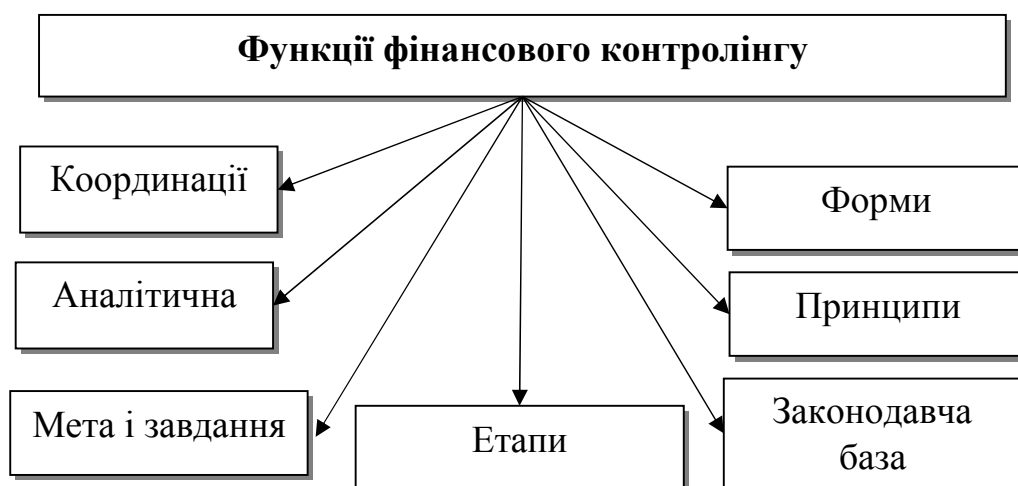 Функції фінансового контролінгу
Координації
Форми
Аналітична
Принципи
Мета і завдання
Етапи
Законодавча
база